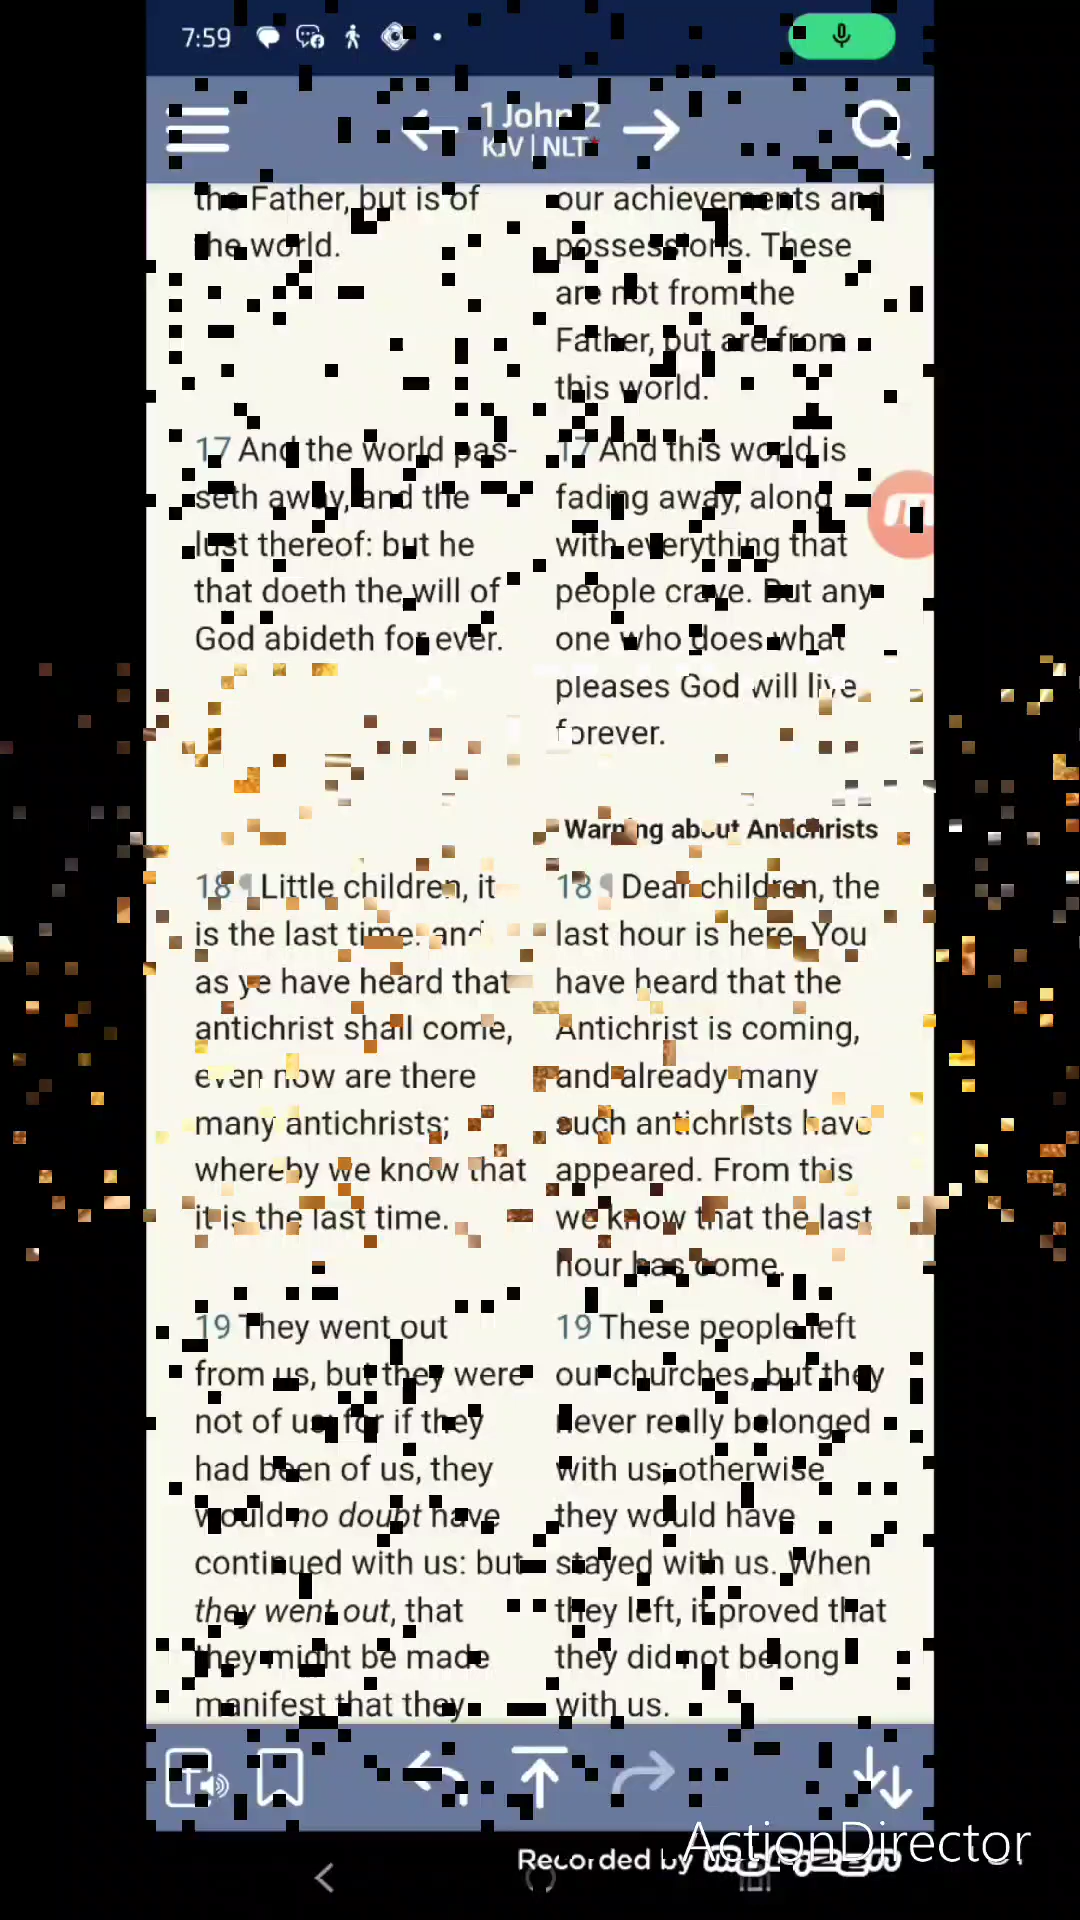 7:59
1 John 2
KJV | NLT*
the Father, but is of
the world.
17 And the world pas-
seth away, and the
lust thereof: but he
that doeth the will of
God abideth for ever.
18 ¶ Little children, it
is the last time: and
as ye have heard that
antichrist shall come,
even now are there
many antichrists;
whereby we know that
it is the last time.
19 They went out
from us, but they were
not of us; for if they
had been of us, they
would no doubt have
continued with us: but
they went out, that
they might be made
manifest that they
our achievements and
possessions. These
are not from the
Father, but are from
this world.
17 And this world is
fading away, along
with everything that
people crave. But any
one who does what
pleases God will live
forever.
Warning about Antichrists
18 ¶ Dear children, the
last hour is here. You
have heard that the
Antichrist is coming,
and already many
such antichrists have
appeared. From this
we know that the last
hour has come.
19 These people left
our churches, but they
never really belonged
with us; otherwise
they would have
stayed with us. When
they left, it proved that
they did not belong
with us.
T
ActionDirector
Recorded by